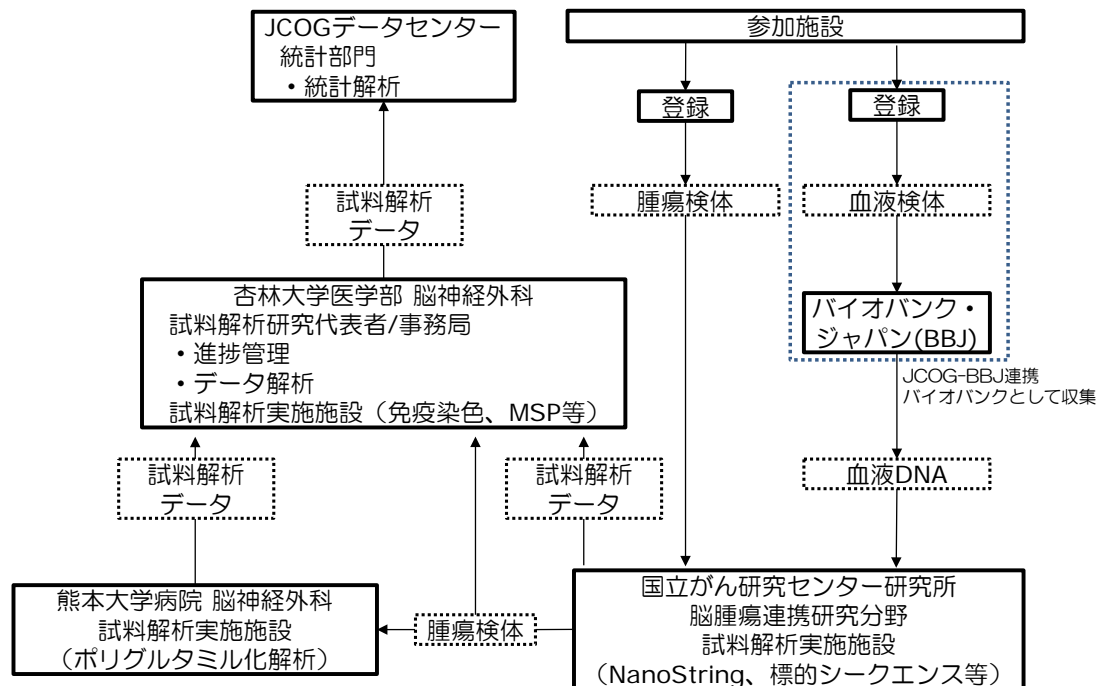 JCOGデータセンター
統計部門
・統計解析
参加施設
登録
登録
試料解析
データ
腫瘍検体
血液検体
杏林大学医学部 脳神経外科
試料解析研究代表者/事務局
・進捗管理
・データ解析
試料解析実施施設（免疫染色、MSP等）
バイオバンク・
ジャパン(BBJ)
JCOG-BBJ連携
バイオバンクとして収集
試料解析
データ
試料解析
データ
血液DNA
熊本大学病院 脳神経外科
試料解析実施施設
（ポリグルタミル化解析）
腫瘍検体
国立がん研究センター研究所
脳腫瘍連携研究分野
試料解析実施施設
（NanoString、標的シークエンス等）